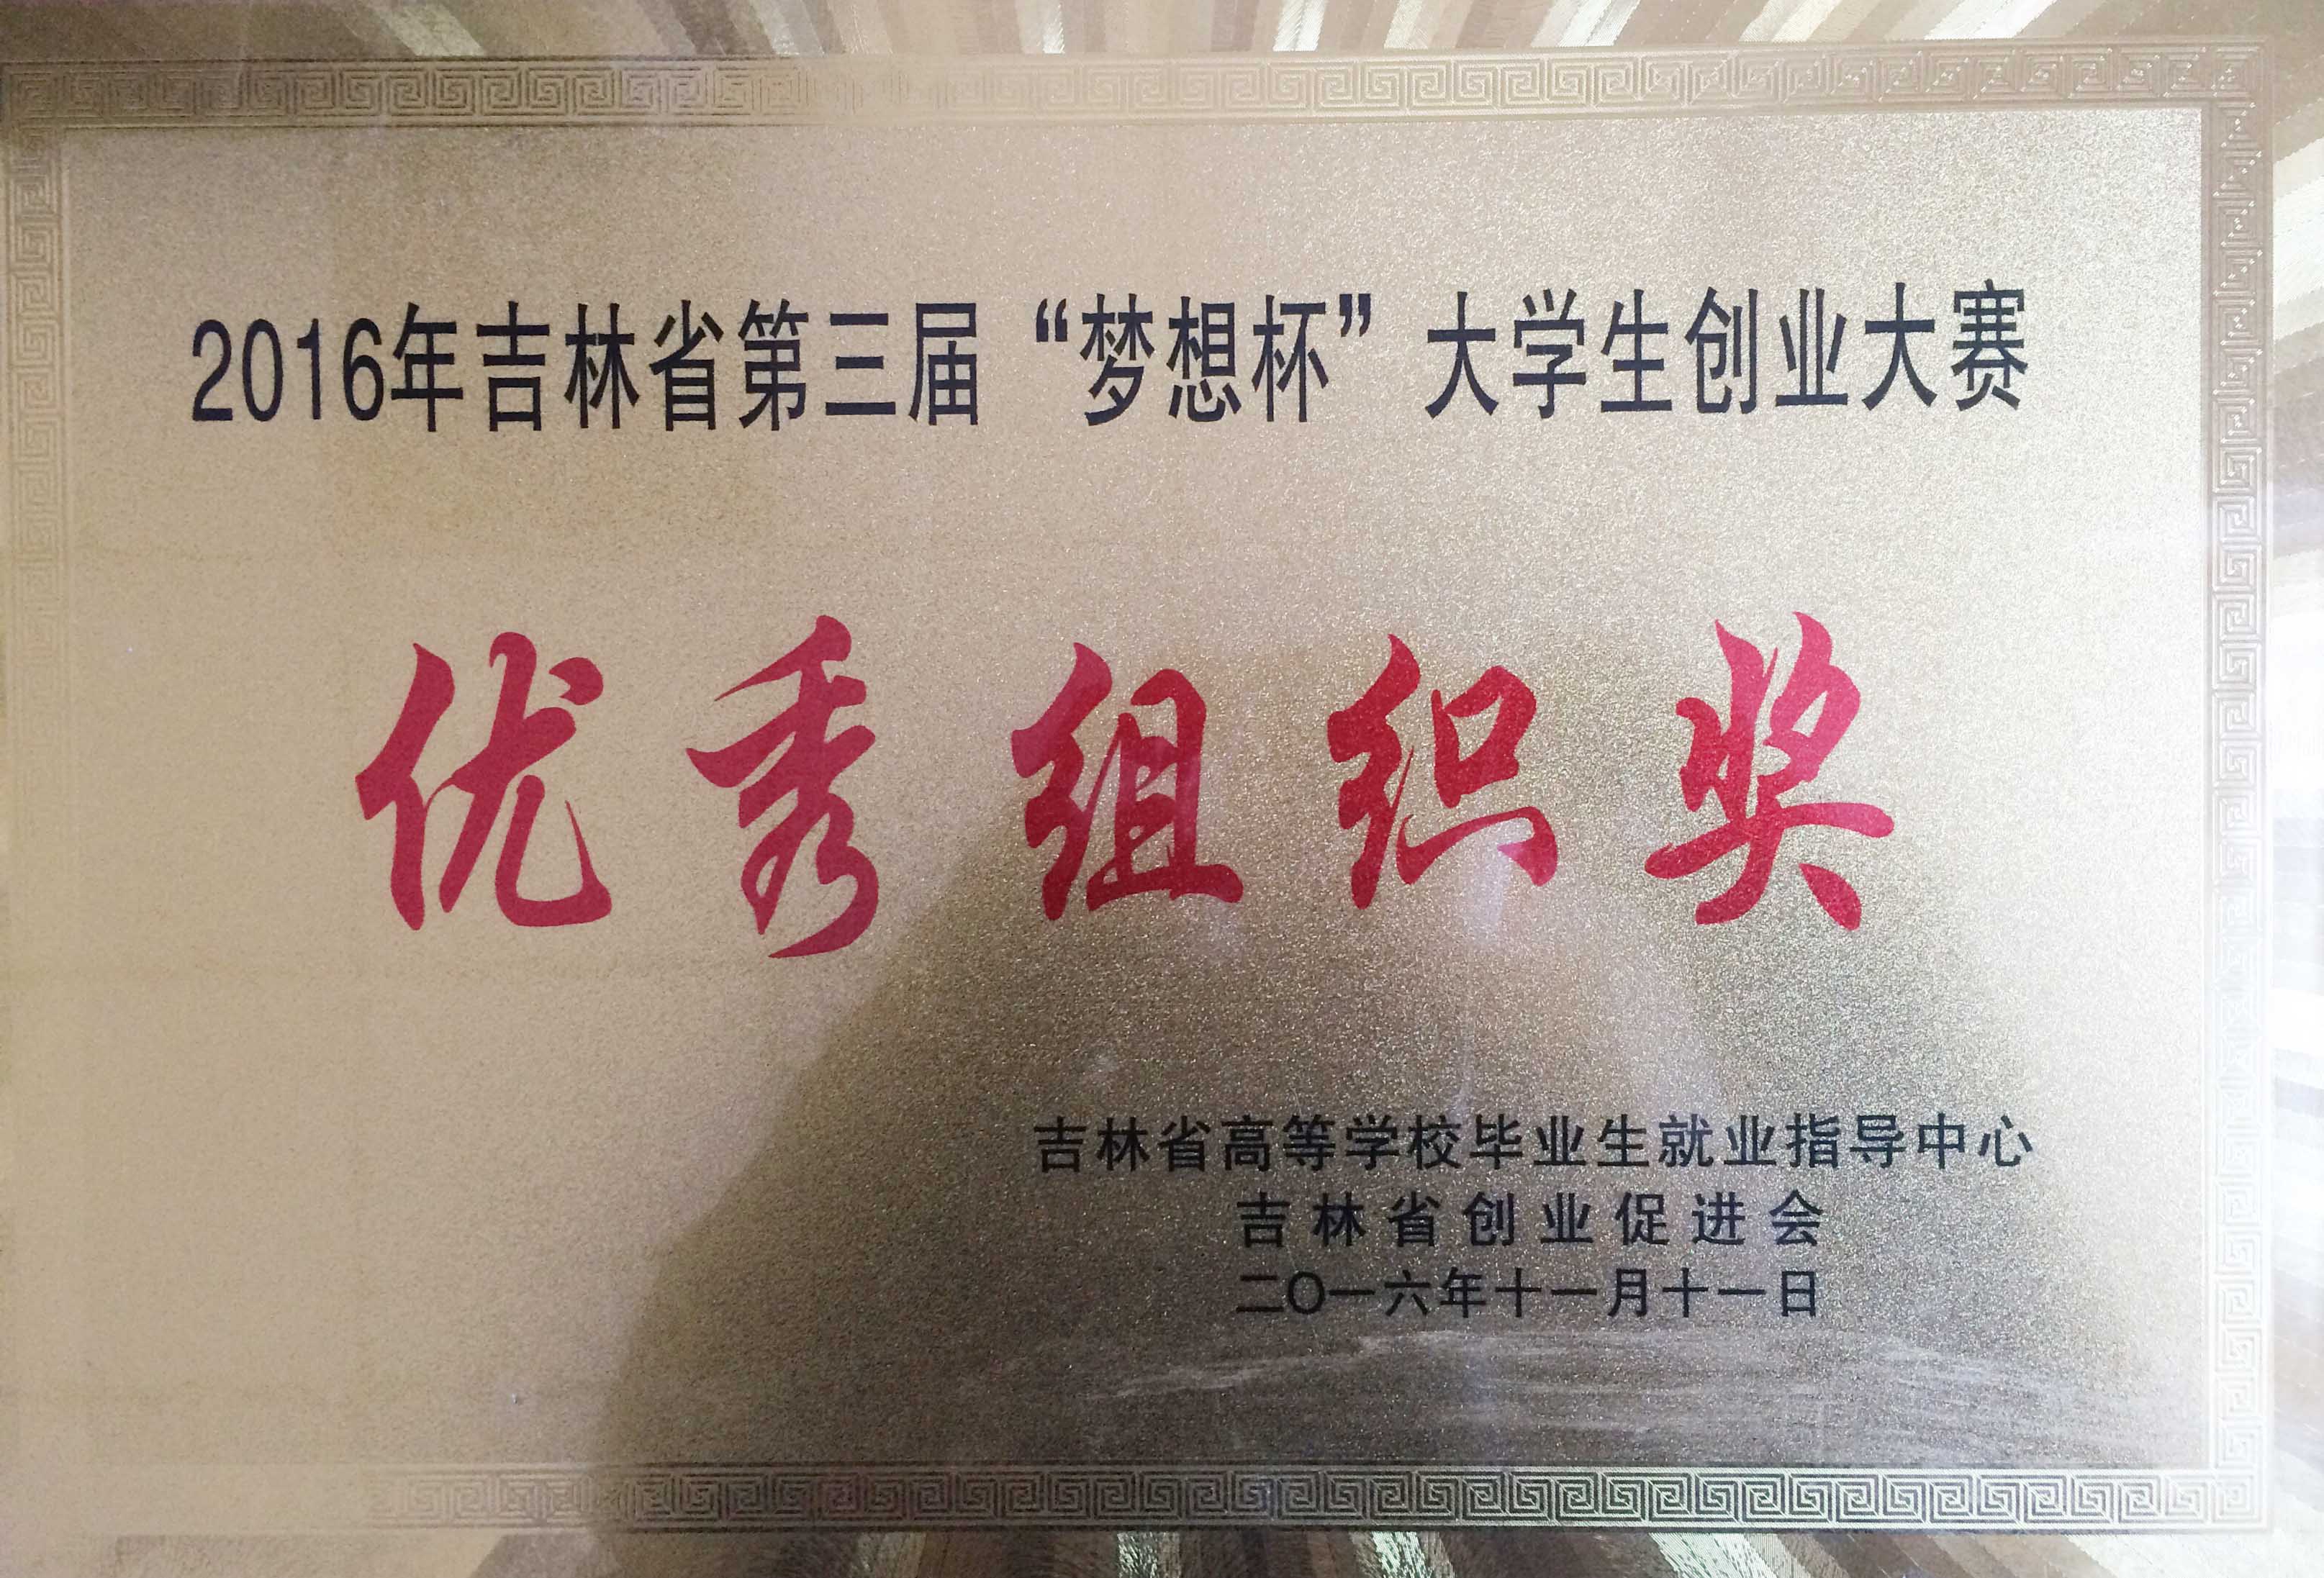 2016年吉林省第三届“梦想杯”大学生创业大赛
优秀组织奖
吉林省高等学校毕业生就业指导中心
吉林省创业促进会
二〇一六年十一月十一日